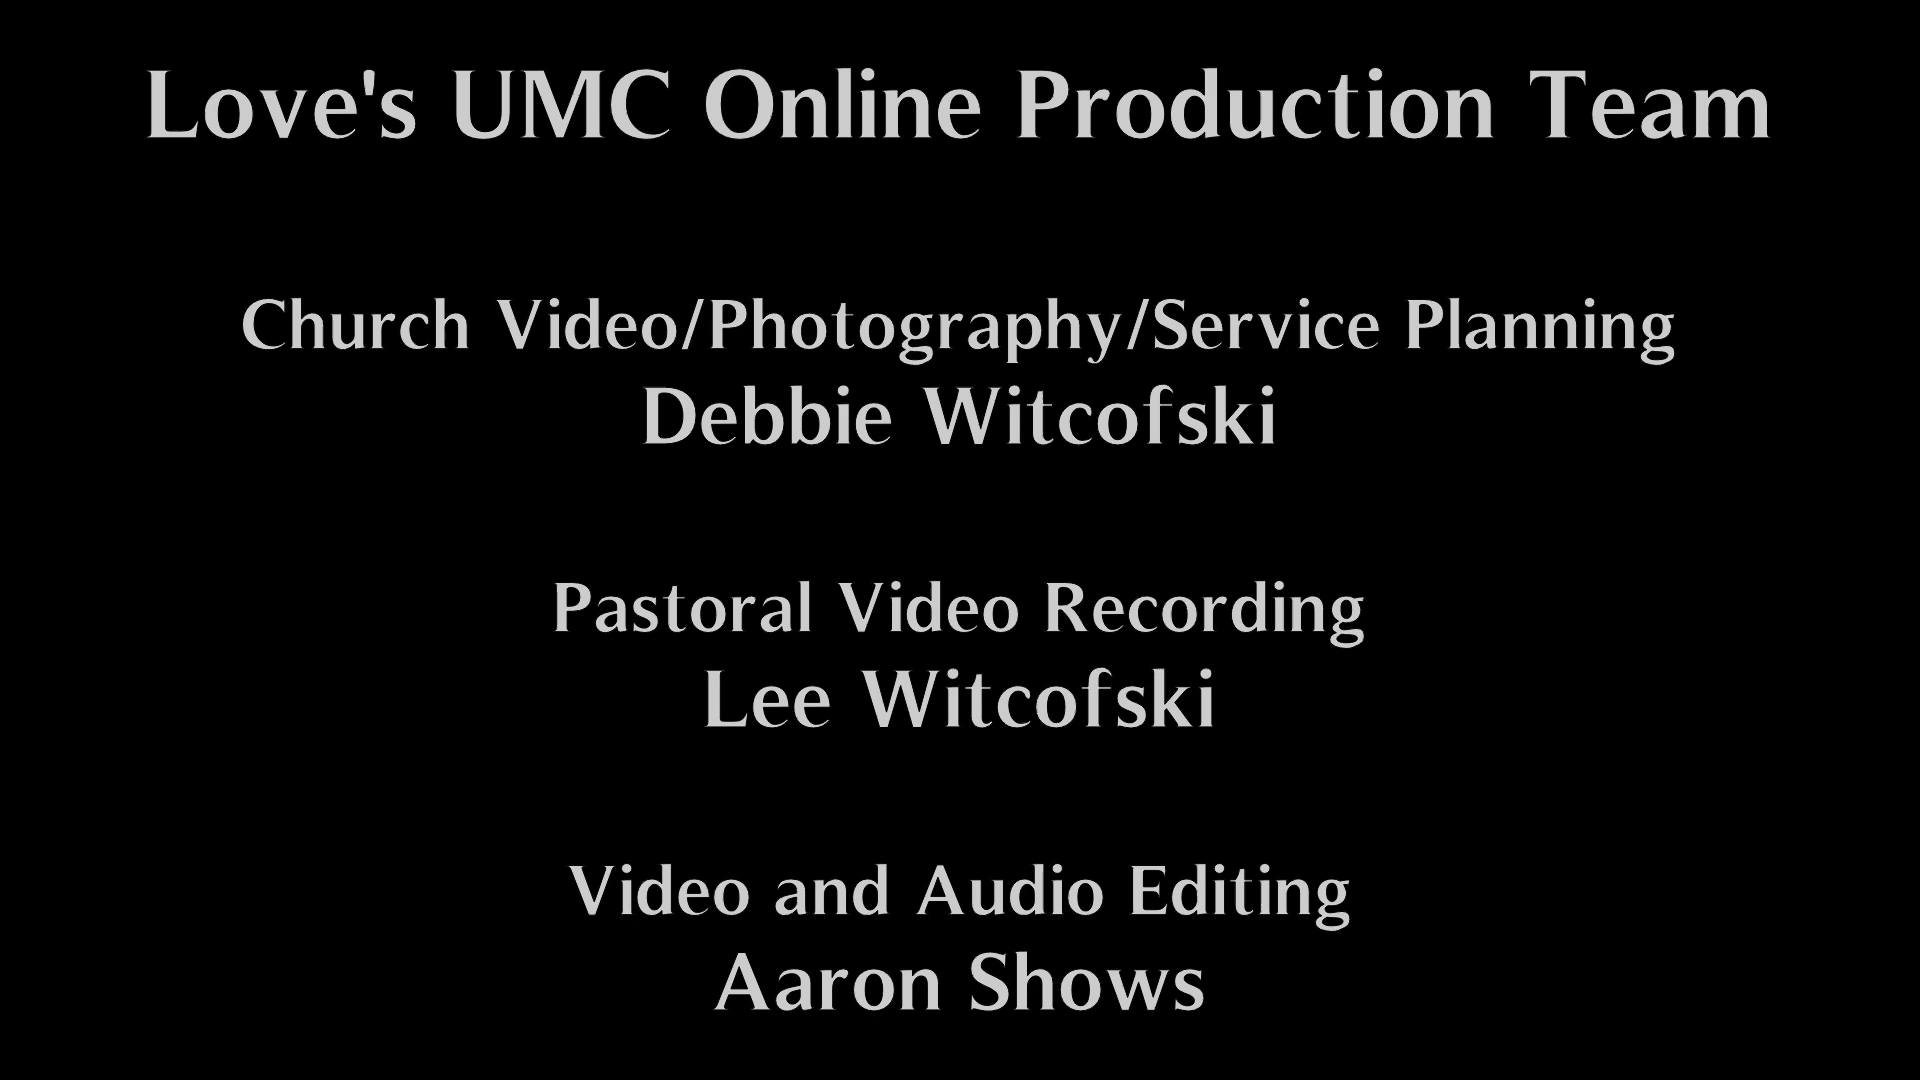 Love's UMC Online Production Team
Church Video/Photography/Service Planning
Debbie Witcofski
Pastoral Video Recording
Lee Witcofski
Video and Audio Editing
Aaron Shows